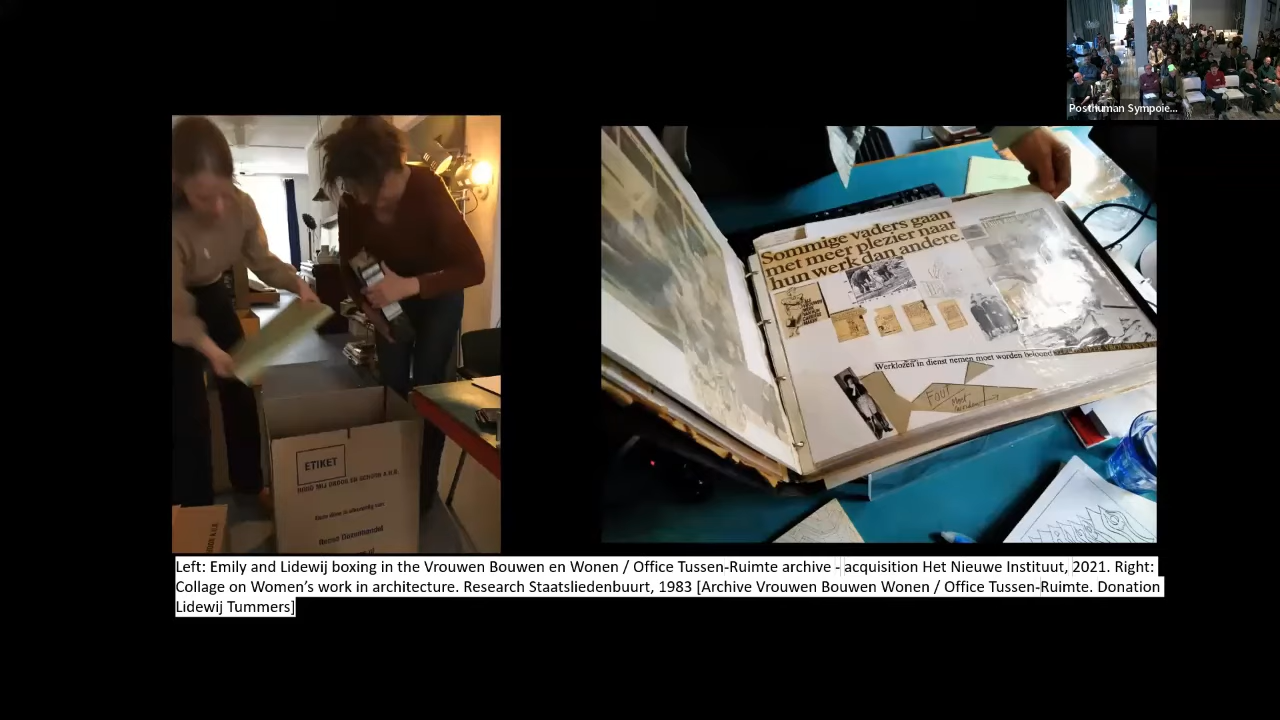 Posthuman Sympoie...
Sommige vaders gaan
met meer plezier naar
hun werk dan andere.
Werklozen in dienst nemen moet worden beloond
Fout
Moet
worden
ETIKET
Left: Emily and Lidewij boxing in the Vrouwen Bouwen en Wonen / Office Tussen-Ruimte archive - acquisition Het Nieuwe Instituut, 2021. Right:
Collage on Women’s work in architecture. Research Staatsliedenbuurt, 1983 [Archive Vrouwen Bouwen Wonen / Office Tussen-Ruimte. Donation
Lidewij Tummers]